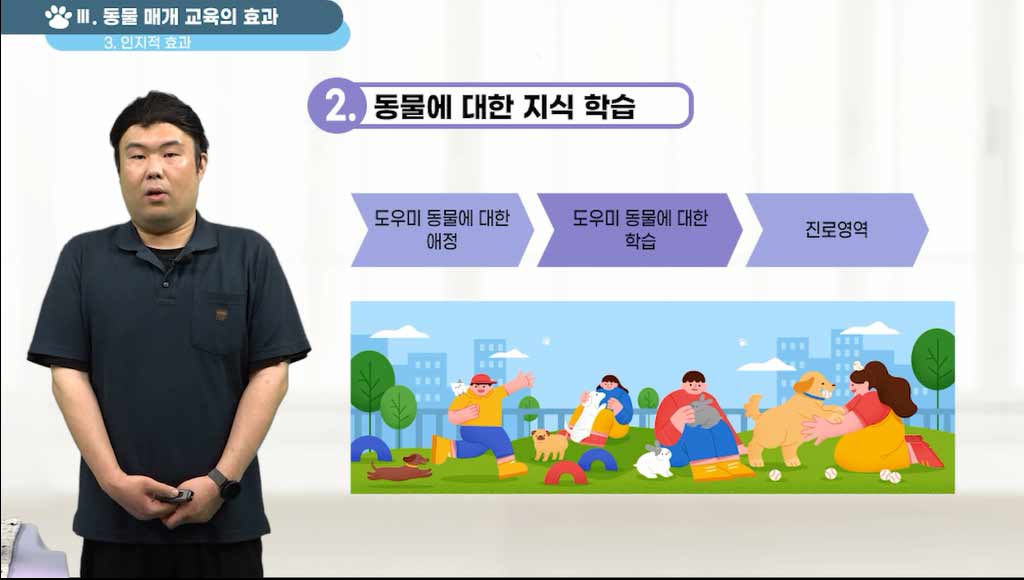 Ⅲ. 동물 매개 교육의 효과
3. 인지적 효과
2. 동물에 대한 지식 학습
도우미 동물에 대한
애정
도우미 동물에 대한
학습
진로영역